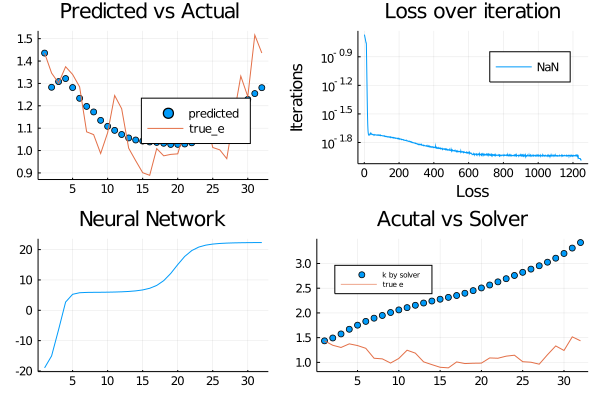 Predicted vs Actual
1.5
1.4
1.3
1.2
1.1
1.0
0.9
predicted
true_e
5 10 15 20 25 30
Loss over iteration
Iterations
10^-0.9
10^-1.2
10^-1.5
10^-1.8
NaN
0 200 400 600 800 1000 1200
Loss
Neural Network
20
10
0
-10
-20
5 10 15 20 25 30
Acutal vs Solver
3.0
2.5
2.0
1.5
1.0
k by solver
true e
5 10 15 20 25 30